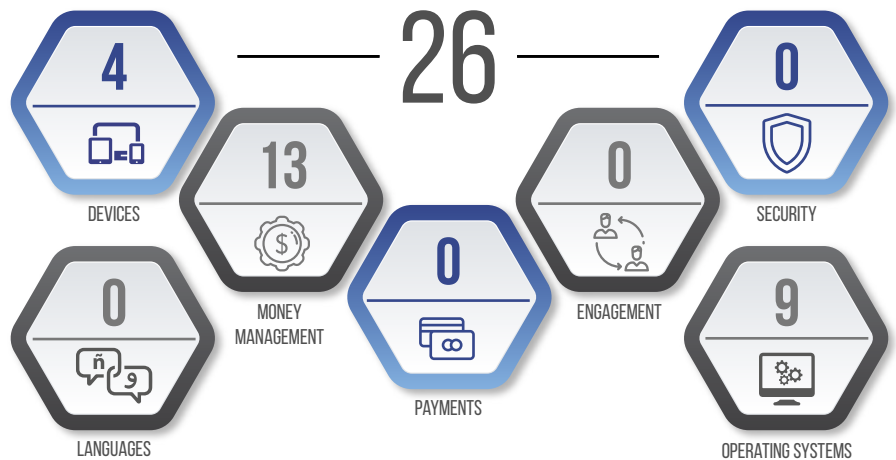 26
4
DEVICES
13
$
MONEY
MANAGEMENT
0
PAYMENTS
0
ENGAGEMENT
0
SECURITY
0
ñ
و
LANGUAGES
9
OPERATING SYSTEMS